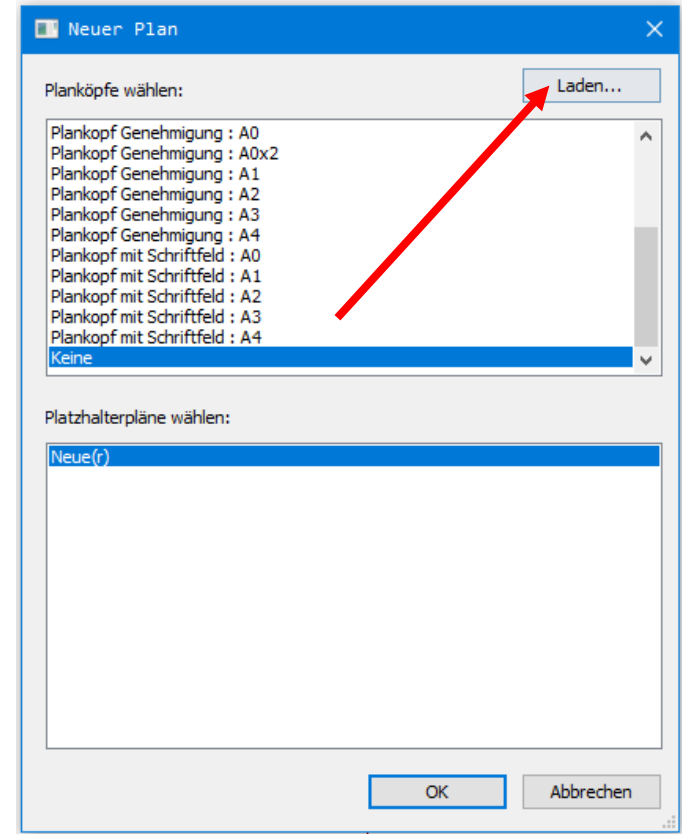 Neuer Plan
Planköpfe wählen:
Laden...
Plankopf Genehmigung : A0
Plankopf Genehmigung : A0x2
Plankopf Genehmigung : A1
Plankopf Genehmigung : A2
Plankopf Genehmigung : A3
Plankopf Genehmigung : A4
Plankopf mit Schriftfeld : A0
Plankopf mit Schriftfeld : A1
Plankopf mit Schriftfeld : A2
Plankopf mit Schriftfeld : A3
Plankopf mit Schriftfeld : A4
Keine
Platzhalterpläne wählen:
Neue(r)
OK
Abbrechen